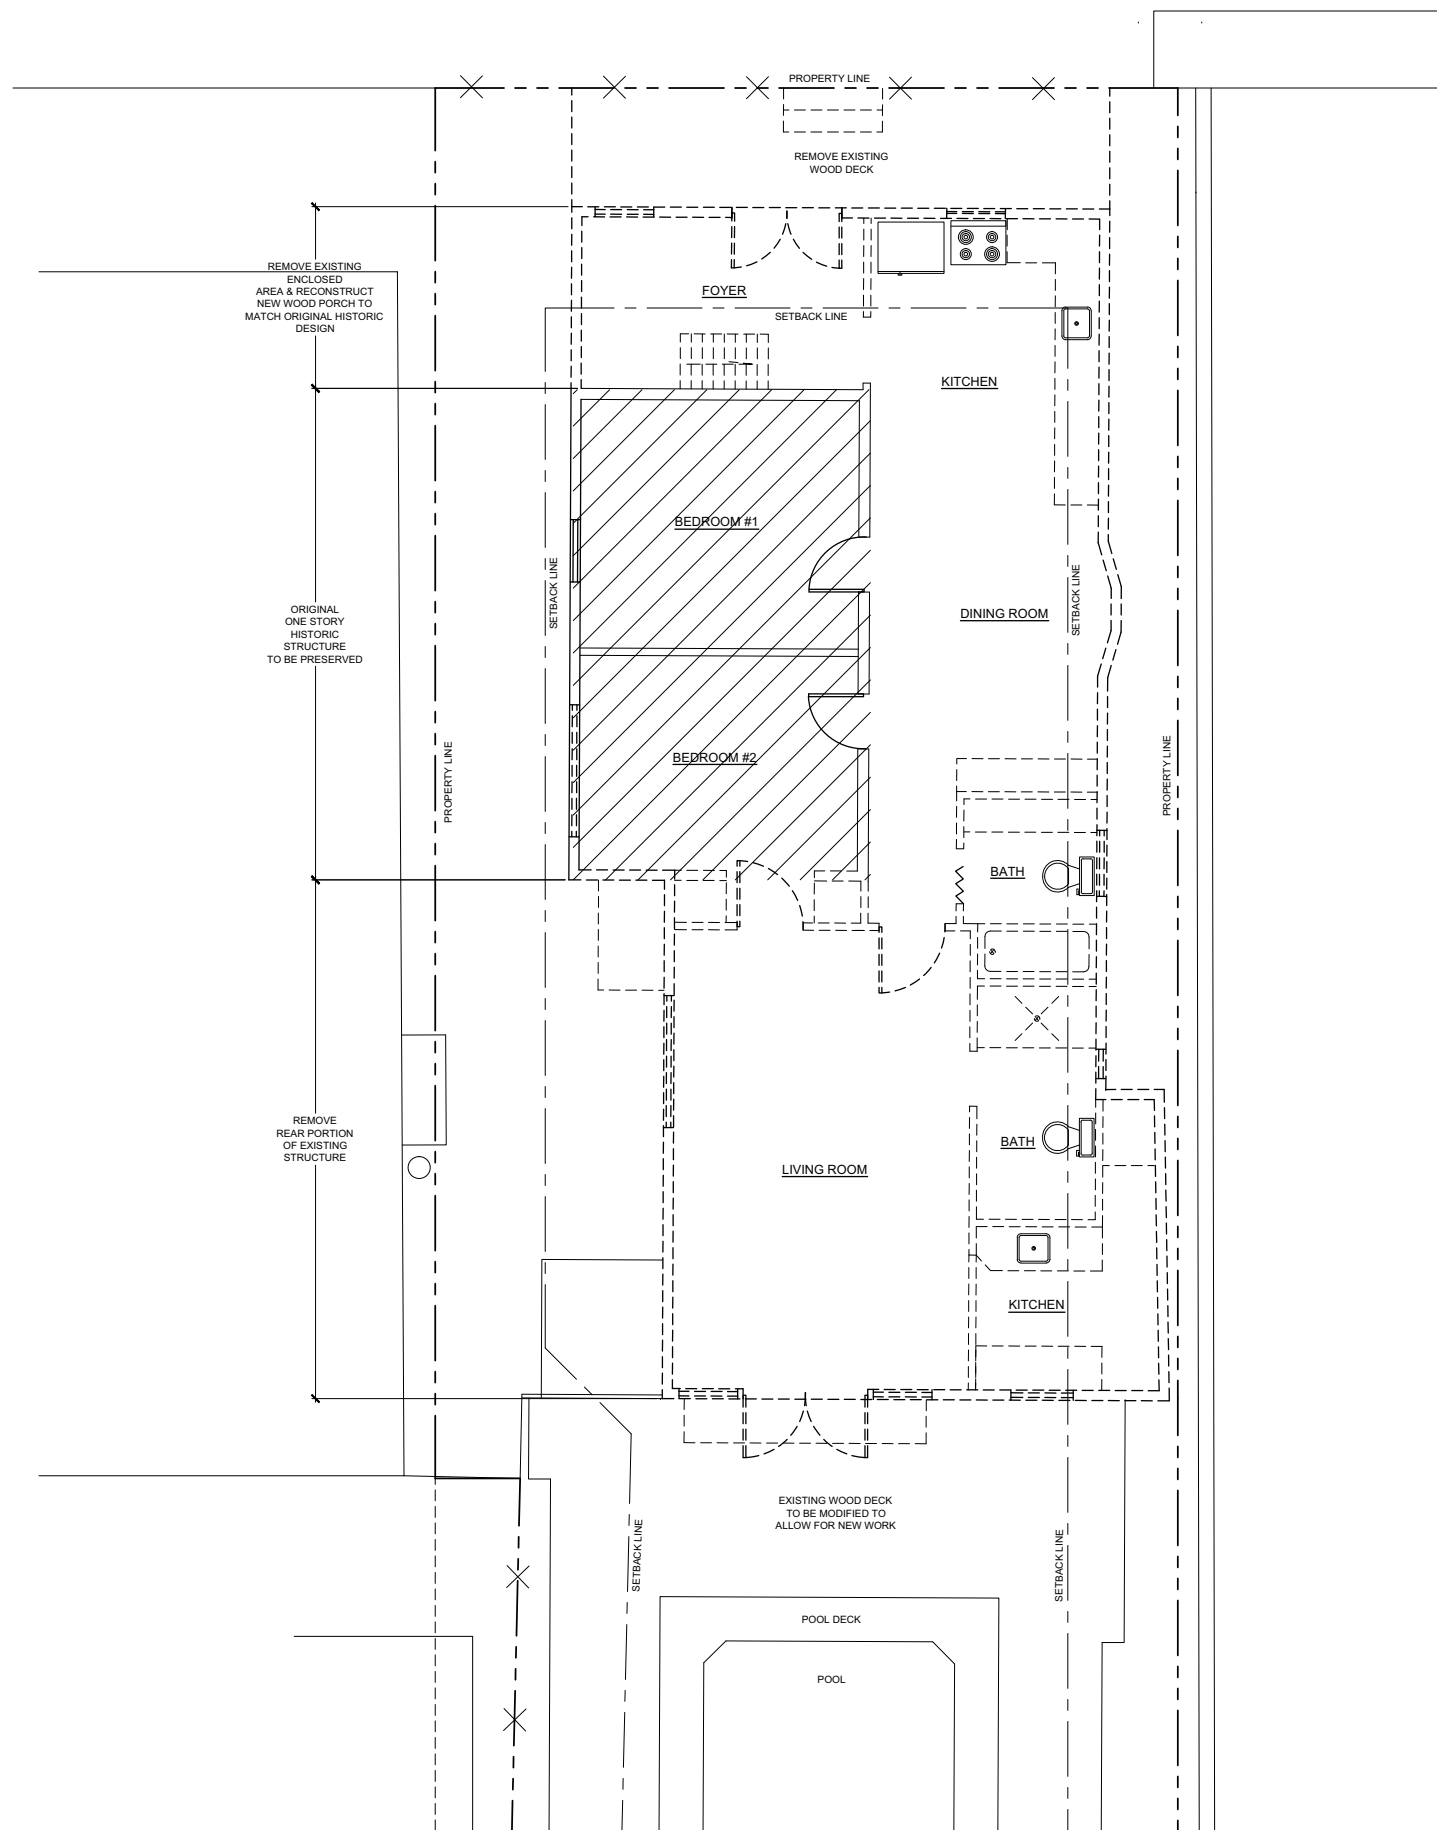 PROPERTY LINE
REMOVE EXISTING
WOOD DECK
REMOVE EXISTING
ENCLOSED
AREA & RECONSTRUCT
NEW WOOD PORCH TO
MATCH ORIGINAL HISTORIC
DESIGN
FOYER
SETBACK LINE
KITCHEN
BEDROOM #1
SETBACK LINE
SETBACK LINE
DINING ROOM
ORIGINAL
ONE STORY
HISTORIC
STRUCTURE
TO BE PRESERVED
PROPERTY LINE
PROPERTY LINE
BEDROOM #2
BATH
REMOVE
REAR PORTION
OF EXISTING
STRUCTURE
BATH
LIVING ROOM
KITCHEN
EXISTING WOOD DECK
TO BE MODIFIED TO
ALLOW FOR NEW WORK
SETBACK LINE
SETBACK LINE
POOL DECK
POOL